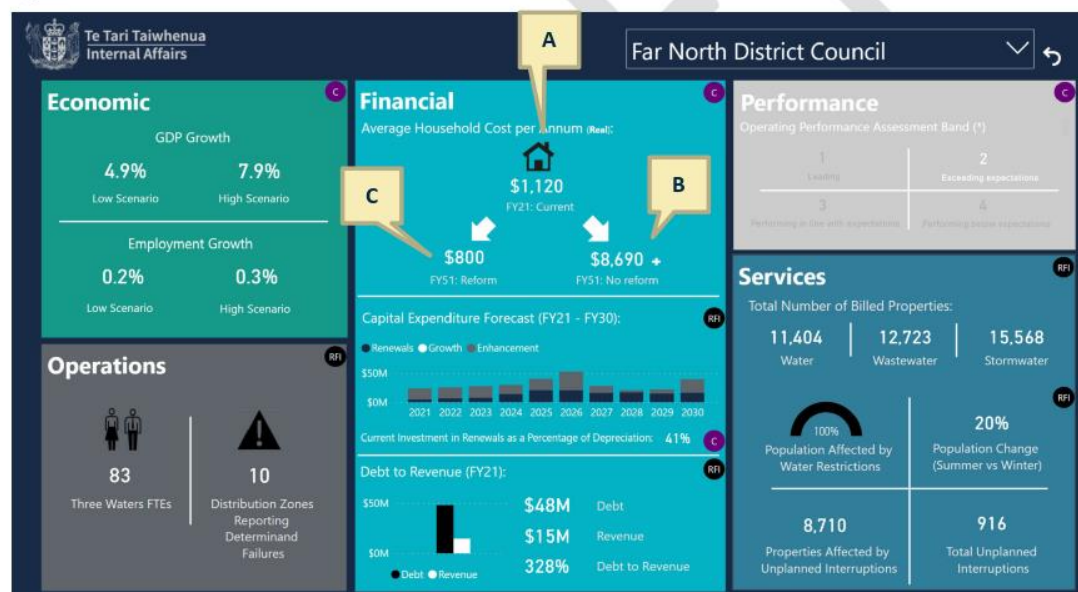 Te Tari Taiwhenua
Internal Affairs
A
Far North District Council
Economic
C
GDP Growth
4.9%
7.9%
Low Scenario
High Scenario
Employment Growth
0.2%
0.3%
Low Scenario
High Scenario
Operations
RFI
83
10
Three Waters FTEs
Distribution Zones
Reporting
Determinand
Failures
Financial
C
Average Household Cost per Annum (Real):
$1,120
FY21: Current
C
B
$800
$8,690 +
FY51: Reform
FY51: No reform
Capital Expenditure Forecast (FY21 - FY30):
RFI
Renewals Growth Enhancement
$50M
$0M
2021 2022 2023 2024 2025 2026 2027 2028 2029 2030
Current Investment in Renewals as a Percentage of Depreciation: 41%
C
Debt to Revenue (FY21):
RFI
$50M
$0M
Debt Revenue
$48M Debt
$15M Revenue
328% Debt to Revenue
Performance
C
Operating Performance Assessment Band (*)
1
2
Leading
Exceeding expectations
3
4
Performing in line with expectations
Performing below expectations
Services
RFI
Total Number of Billed Properties:
11,404
12,723
15,568
Water
Wastewater
Stormwater
RFI
100%
20%
Population Affected by
Water Restrictions
Population Change
(Summer vs Winter)
8,710
916
Properties Affected by
Unplanned Interruptions
Total Unplanned
Interruptions